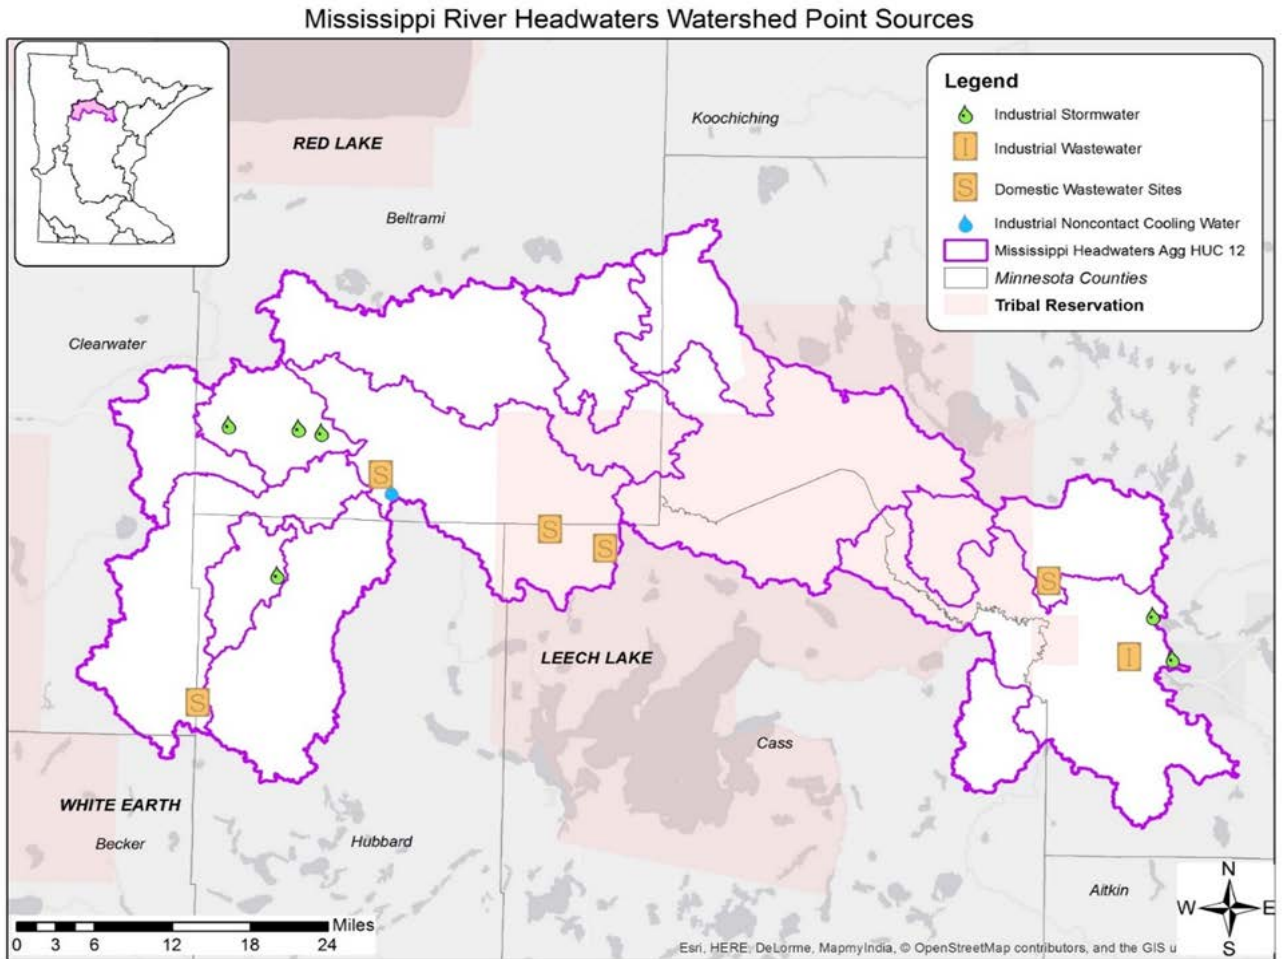 Mississippi River Headwaters Watershed Point Sources
Legend
Industrial Stormwater
I Industrial Wastewater
S Domestic Wastewater Sites
Industrial Noncontact Cooling Water
Mississippi Headwaters Agg HUC 12
Minnesota Counties
Tribal Reservation
Koochiching
RED LAKE
Beltrami
Clearwater
S
S
S
S
I
LEECH LAKE
S
Cass
WHITE EARTH
Becker
Hubbard
Aitkin
N
W E
S
Miles
0 3 6 12 18 24
Esri, HERE, DeLorme, MapmyIndia, © OpenStreetMap contributors, and the GIS u